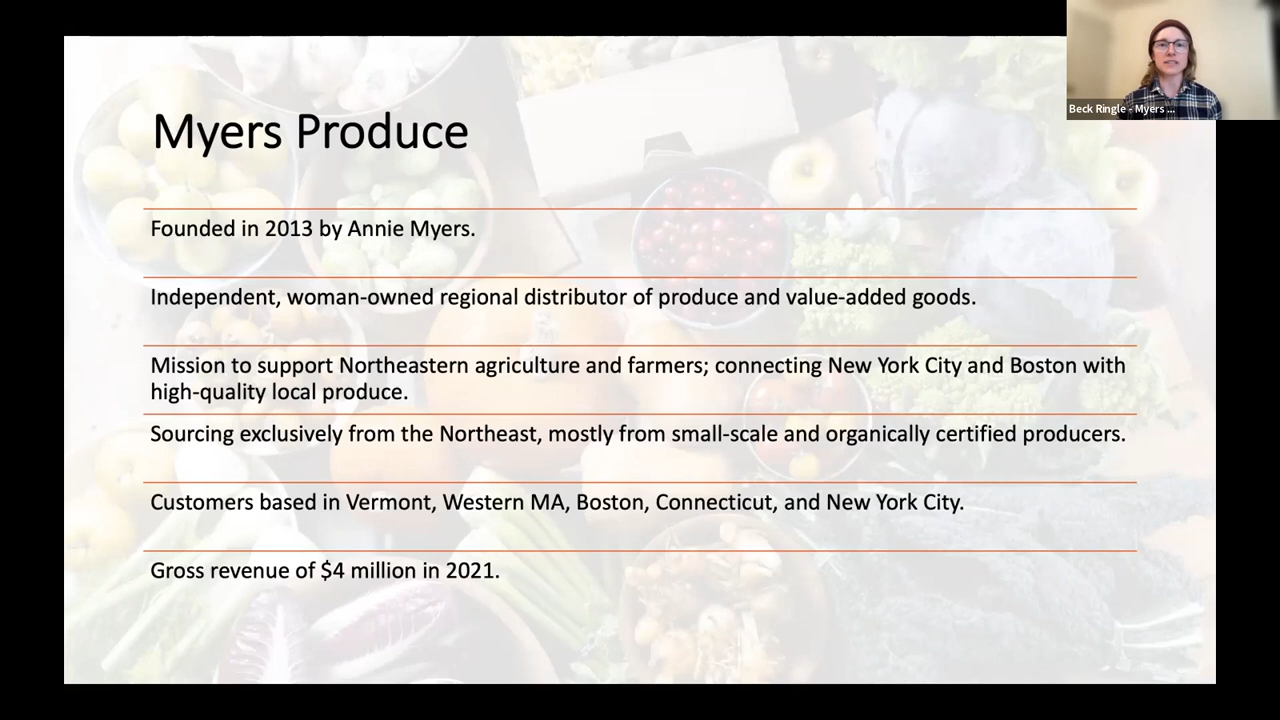 Myers Produce
Founded in 2013 by Annie Myers.
Independent, woman-owned regional distributor of produce and value-added goods.
Mission to support Northeastern agriculture and farmers; connecting New York City and Boston with
high-quality local produce.
Sourcing exclusively from the Northeast, mostly from small-scale and organically certified producers.
Customers based in Vermont, Western MA, Boston, Connecticut, and New York City.
Gross revenue of $4 million in 2021.
Beck Ringle - Myers ...